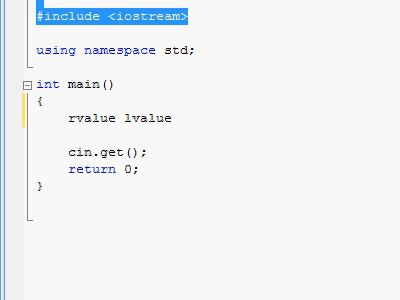 #include <iostream>
using namespace std;
int main()
{
rvalue lvalue
cin.get();
return 0;
}